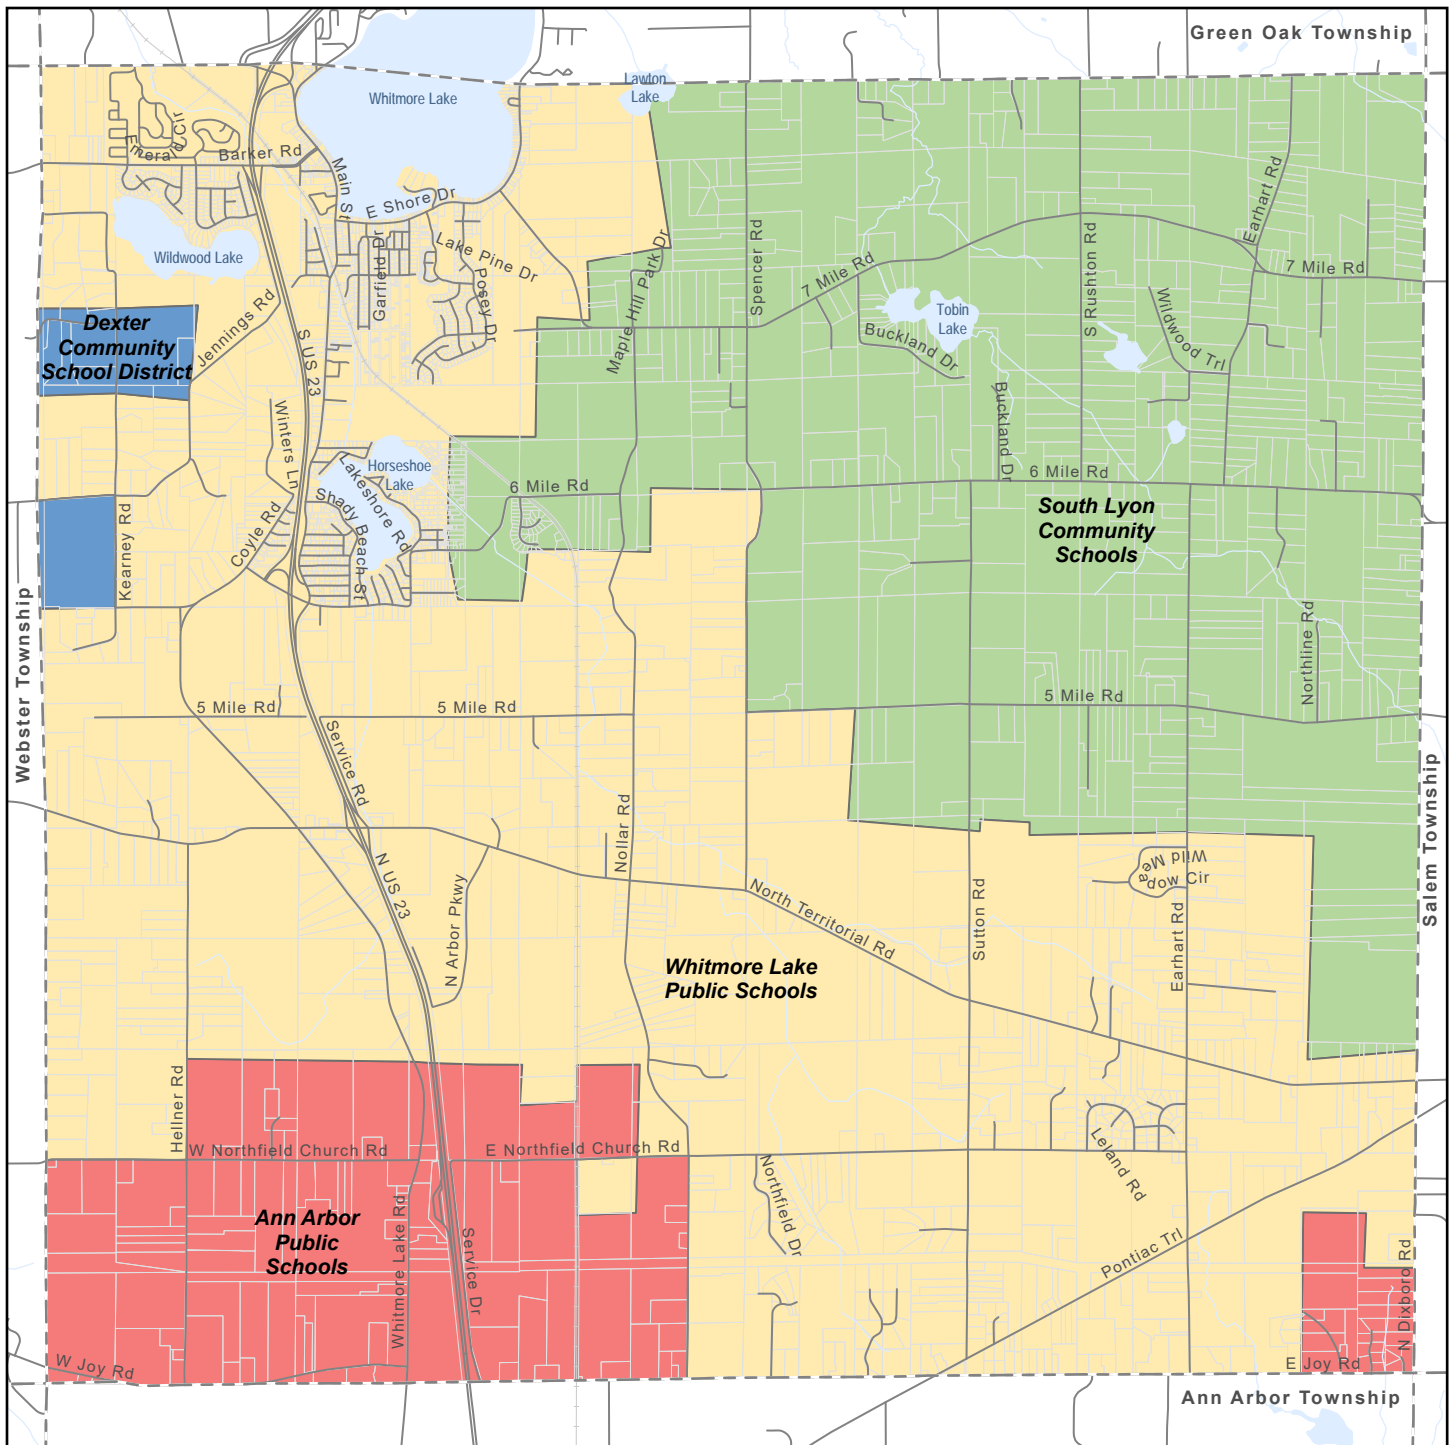 Green Oak Township
Lawton
Lake
Whitmore Lake
Emerald Cir
Barker Rd
Main St
E Shore Dr
Garfield Dr
Lake Pine Dr
Posey Dr
Wildwood Lake
Maple Hill Park Dr
Spencer Rd
7 Mile Rd
S Rushton Rd
Earhart Rd
7 Mile Rd
Dexter
Community
School District
Jennings Rd
S US 23
Tobin
Lake
Buckland Dr
Wildwood Trl
Buckland Dr
Winters Ln
Horseshoe
Lake
Lakeshore Rd
Shady Beach St
6 Mile Rd
6 Mile Rd
Coyle Rd
Kearney Rd
South Lyon
Community
Schools
Webster Township
Northline Rd
5 Mile Rd
5 Mile Rd
5 Mile Rd
Service Rd
Salem Township
Nollar Rd
N US 23
N Arbor Pkwy
North Territorial Rd
Sutton Rd
Wild Mea
dow Cir
Earhart Rd
Whitmore Lake
Public Schools
Hellner Rd
W Northfield Church Rd
E Northfield Church Rd
Leland Rd
Northfield Dr
Ann Arbor
Public
Schools
Whitmore Lake Rd
Service Dr
Pontiac Trl
N Dixboro Rd
W Joy Rd
E Joy Rd
Ann Arbor Township